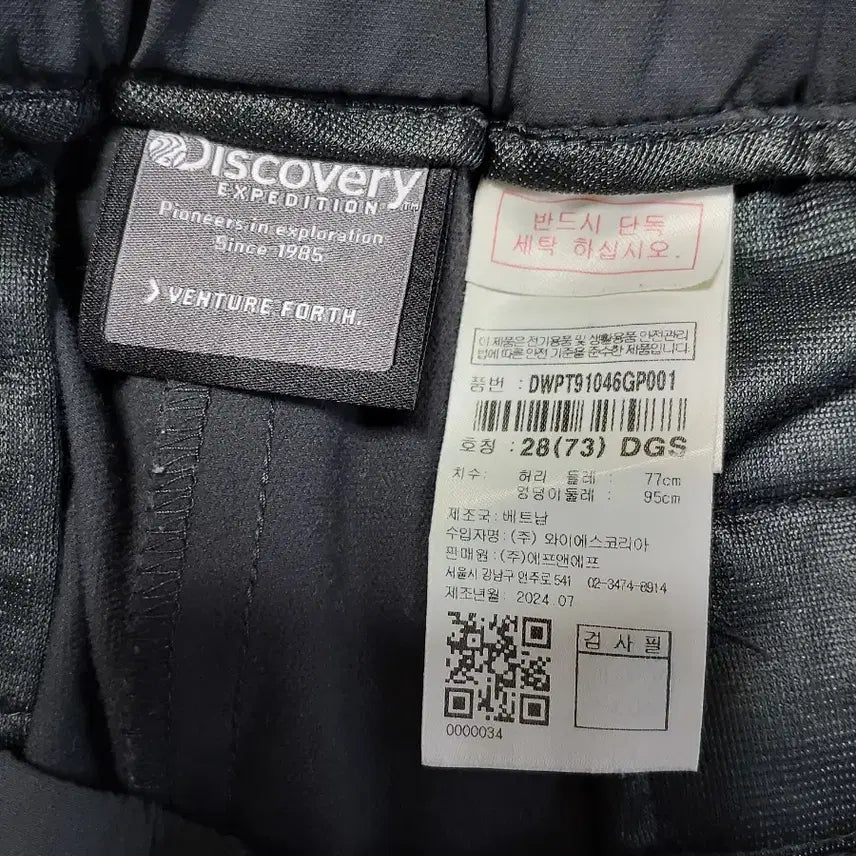 DISCOVERY
EXPEDITION™
Pioneers in exploration
Since 1985
VENTURE FORTH.
반드시 단독
세탁 하십시오.
이 제품은 전기용품 및 생활용품 안전관리
법에 따른 안전 기준을 준수한 제품입니다.
품번 : DWPT91046GP001
호칭 : 28(73) DGS
치수: 허리 둘레 : 77cm
엉덩이둘레 : 95cm
제조국: 베트남
수입자명: (주) 와이에스코리아
판매원 : (주)에프앤에프
서울시 강남구 언주로 541 02-3474-8914
제조년월 : 2024.07
검 사 필
0000034